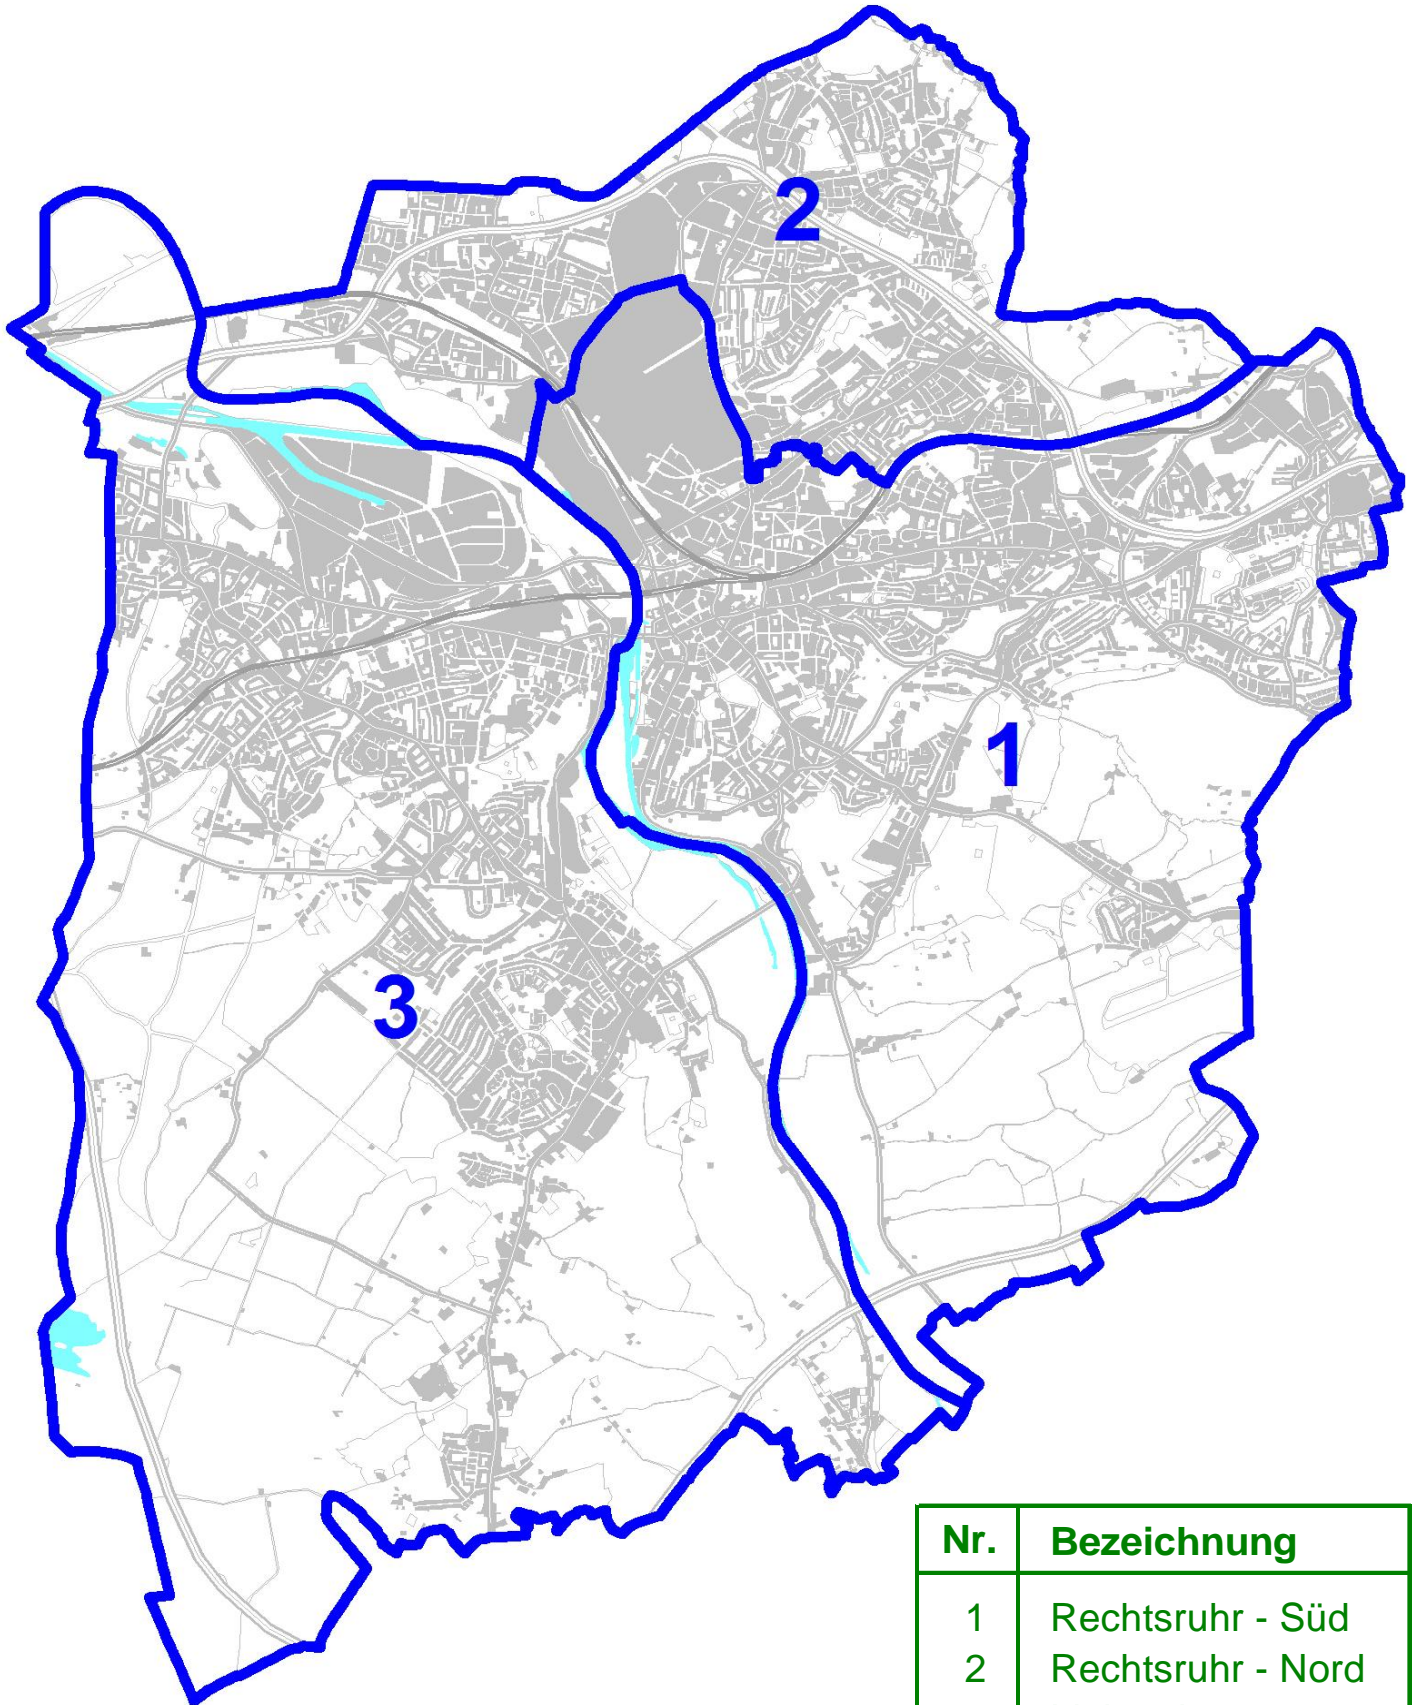 2
1
3
Nr. Bezeichnung
1 Rechtsruhr - Süd
2 Rechtsruhr - Nord